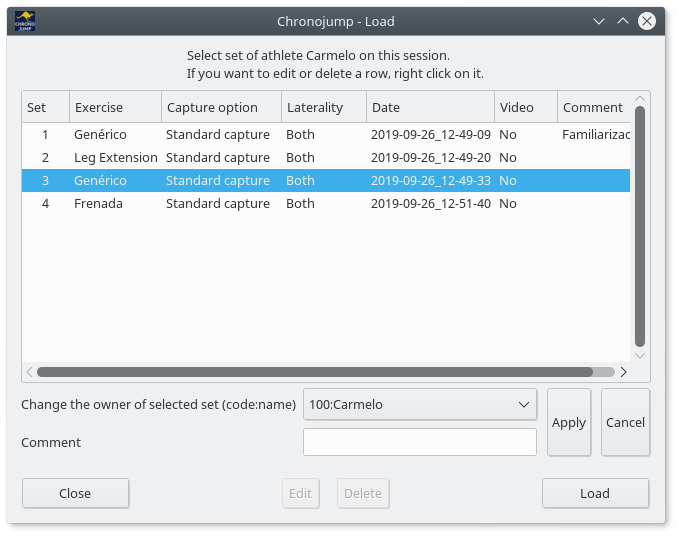 CHRONO
JUMP
Chronojump - Load
Select set of athlete Carmelo on this session.
If you want to edit or delete a row, right click on it.
Set Exercise Capture option Laterality Date Video Comment
1 Genérico Standard capture Both 2019-09-26_12-49-09 No Familiarizac
2 Leg Extension Standard capture Both 2019-09-26_12-49-20 No
3 Genérico Standard capture Both 2019-09-26_12-49-33 No
4 Frenada Standard capture Both 2019-09-26_12-51-40 No
Change the owner of selected set (code:name) 100:Carmelo Apply Cancel
Comment
Close Edit Delete Load